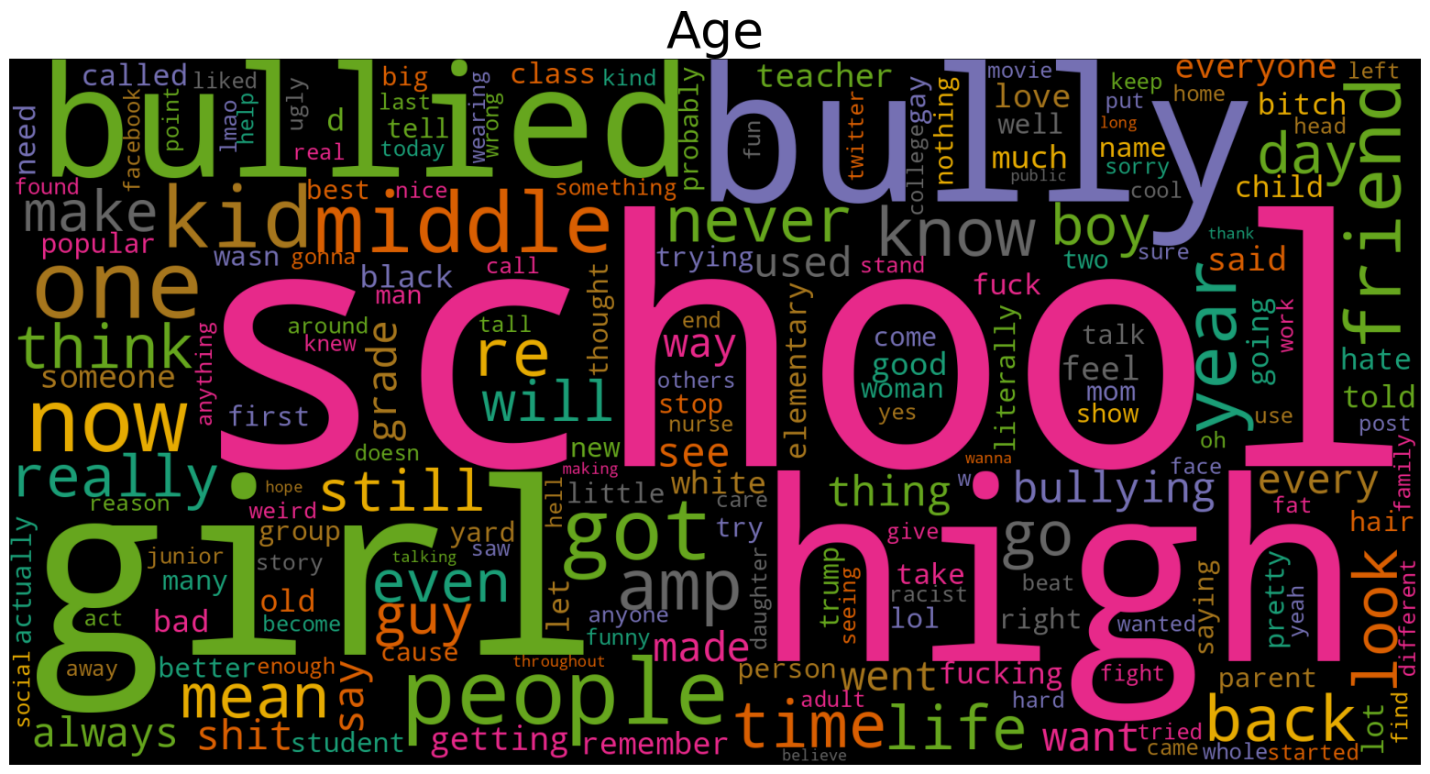 Age
bullied
bully
called
liked
big
class
kind
teacher
movie
keep
everyone
left
need
facebook
point
lmao
help
ugly
d
last
tell
today
real
wearing
wrong
probably
fun
twitter
love
well
gay
college
nothing
much
public
put
long
name
sorry
cool
home
bitch
head
child
day
friend
found
make
popular
kid
best
nice
middle
something
never
know
boy
thank
two
sure
said
wasn
gonna
black
call
man
trying
used
stand
fuck
one
think
someone
school
around
knew
tall
re
thought
end
way
others
elementary
come
good
woman
yes
literally
talk
feel
mom
show
year
going
work
hate
told
post
use
oh
now
anything
first
grade
will
stop
nurse
doesn
new
see
really
reason
hope
weird
still
making
hell
little
white
care
wanna
w
thing
bullying
face
every
fat
family
hair
girl
high
group
yard
saw
talking
got
try
give
go
junior
many
story
even
amp
trump
seeing
take
racist
lol
beat
right
wanted
saying
pretty
yeah
look
different
actually
social
act
bad
old
become
guy
cause
let
anyone
funny
daughter
made
away
better
enough
throughout
people
person
went
fucking
fight
parent
mean
say
always
shit
student
getting
remember
time
adult
life
hard
want
tried
back
lot
find
believe
came
whole
started